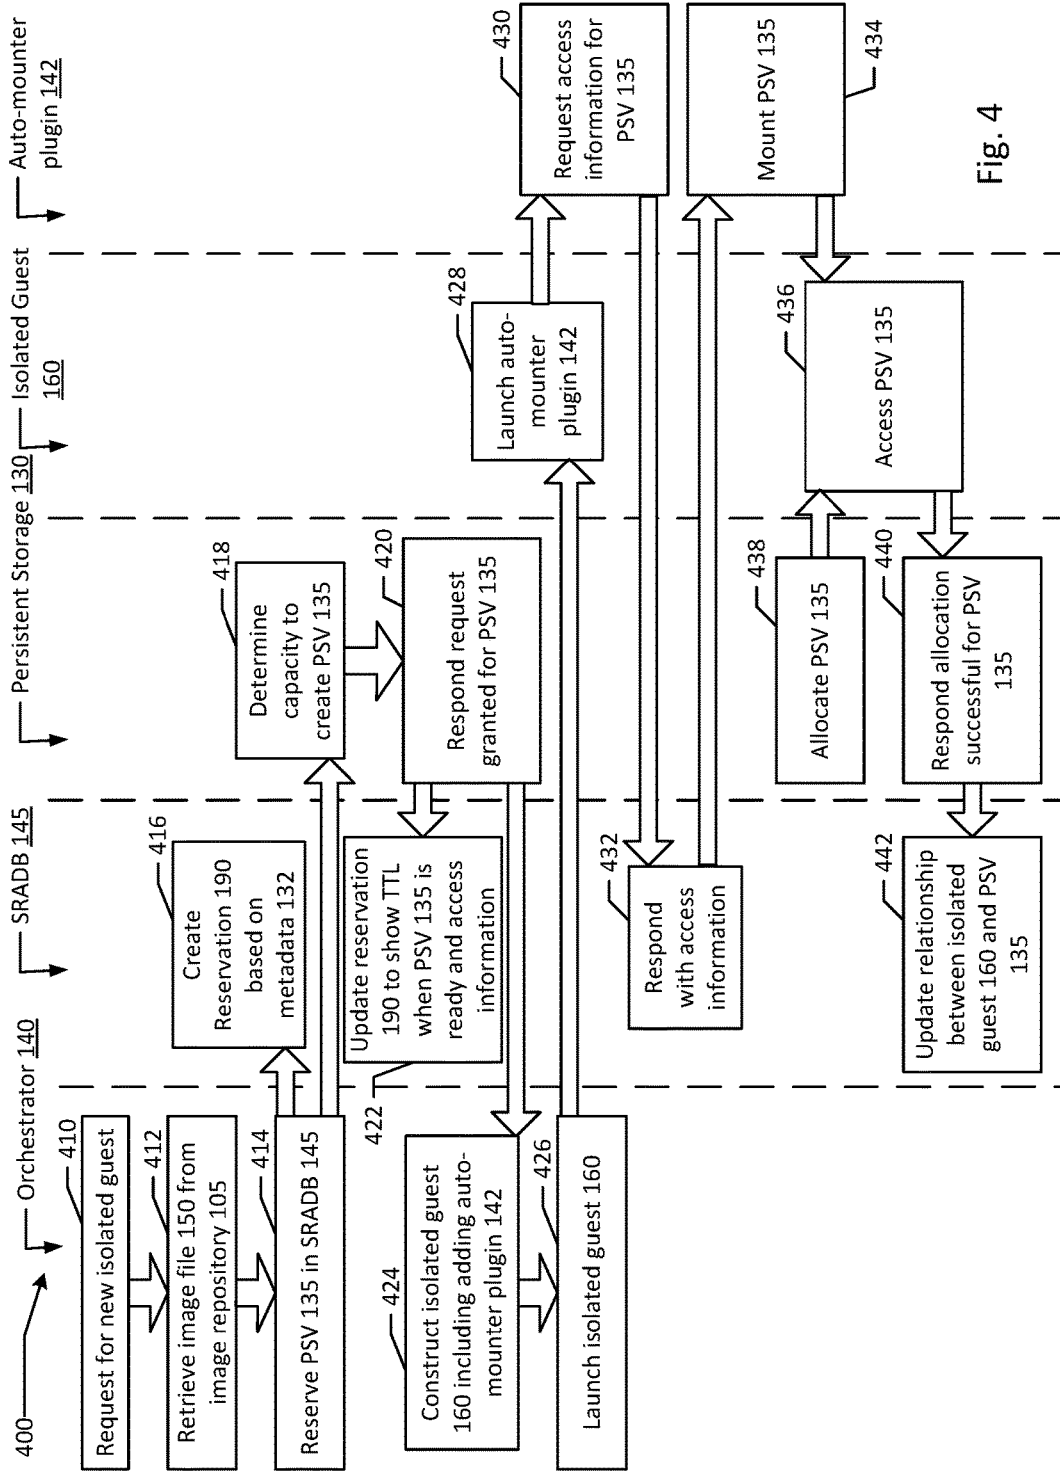 400
Orchestrator 140
SRADB 145
Persistent Storage 130
Isolated Guest
160
Auto-mounter
plugin 142
410
Request for new isolated guest
412
Retrieve image file 150 from
image repository 105
414
Reserve PSV 135 in SRADB 145
416
Create
Reservation 190
based on
metadata 132
418
Determine
capacity to
create PSV 135
420
Respond request
granted for PSV 135
422
Update reservation
190 to show TTL
when PSV 135 is
ready and access
information
424
Construct isolated guest
160 including adding auto-
mounter plugin 142
426
Launch isolated guest 160
428
Launch auto-
mounter
plugin 142
430
Request access
information for
PSV 135
432
Respond
with access
information
434
Mount PSV 135
436
Access PSV 135
438
Allocate PSV 135
440
Respond allocation
successful for PSV
135
442
Update relationship
between isolated
guest 160 and PSV
135
Fig. 4